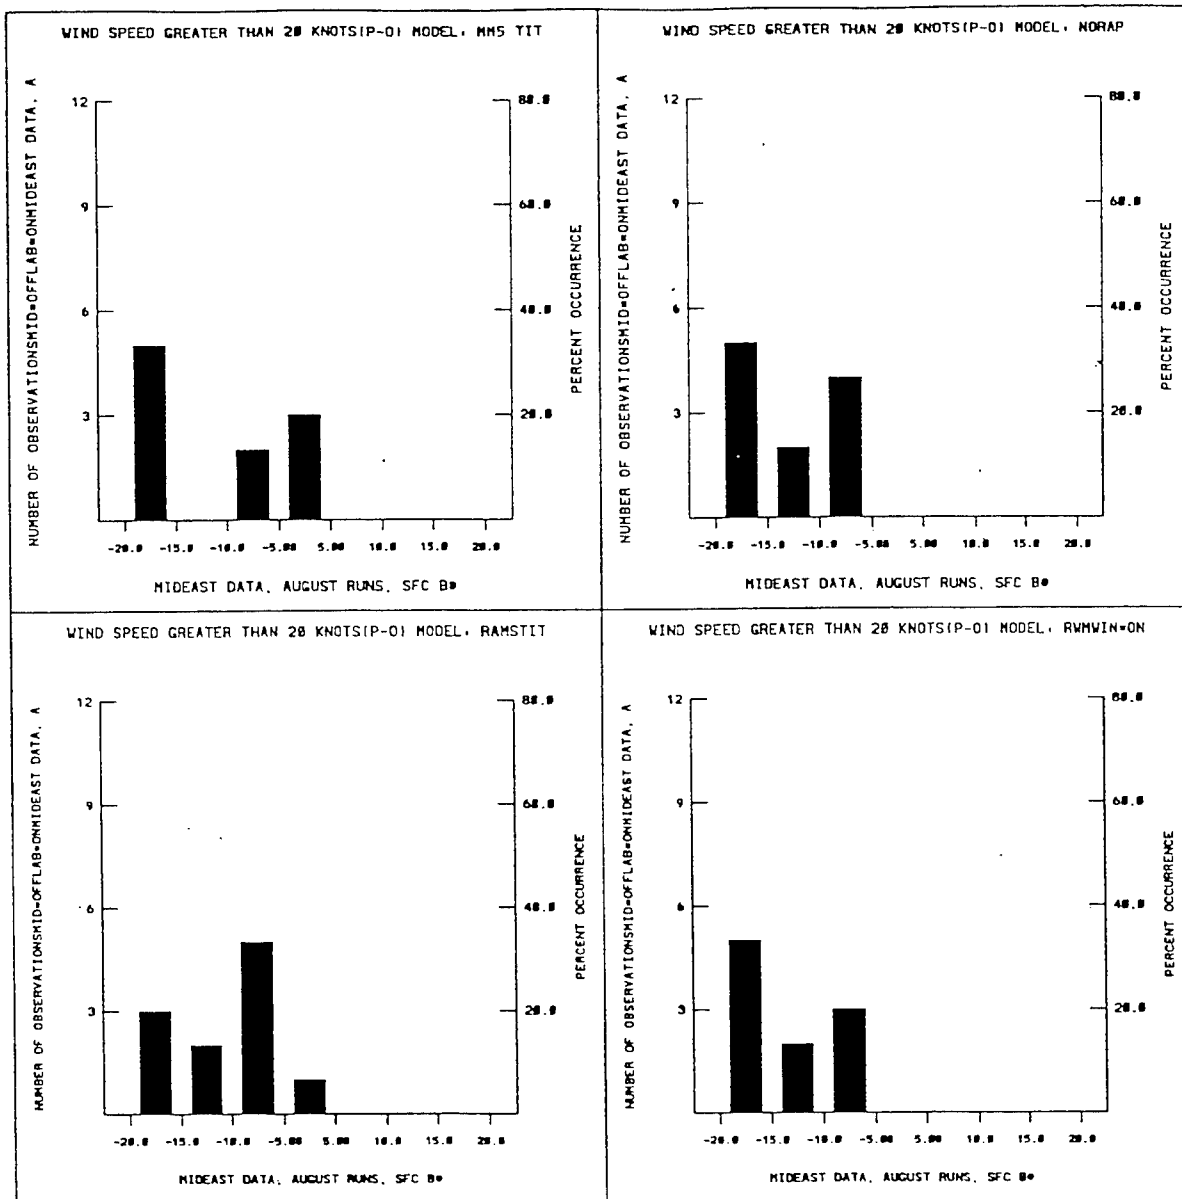 WIND SPEED GREATER THAN 20 KNOTS(P-O) MODEL, MM5 TIT
NUMBER OF OBSERVATIONSMID=OFFLAB=ONMIDEAST DATA, A
12
9
6
3
80.0
60.0
40.0
20.0
PERCENT OCCURRENCE
-20.0 -15.0 -10.0 -5.00 5.00 15.0 20.0
MIDEAST DATA, AUGUST RUNS, SFC B*
WIND SPEED GREATER THAN 20 KNOTS(P-O) MODEL, NORAP
NUMBER OF OBSERVATIONSMID=OFFLAB=ONMIDEAST DATA, A
12
9
6
3
80.0
60.0
40.0
20.0
PERCENT OCCURRENCE
-20.0 -15.0 -10.0 -5.00 5.00 15.0 20.0
MIDEAST DATA, AUGUST RUNS, SFC B*
WIND SPEED GREATER THAN 20 KNOTS(P-O) MODEL, RAMSTIT
NUMBER OF OBSERVATIONSMID=OFFLAB=ONMIDEAST DATA, A
12
9
6
3
80.0
60.0
40.0
20.0
PERCENT OCCURRENCE
-20.0 -15.0 -10.0 -5.00 5.00 15.0 20.0
MIDEAST DATA, AUGUST RUNS, SFC B*
WIND SPEED GREATER THAN 20 KNOTS(P-O) MODEL, RWMWIN=ON
NUMBER OF OBSERVATIONSMID=OFFLAB=ONMIDEAST DATA, A
12
9
6
3
80.0
60.0
40.0
20.0
PERCENT OCCURRENCE
-20.0 -15.0 -10.0 -5.00 5.00 15.0 20.0
MIDEAST DATA, AUGUST RUNS, SFC B*